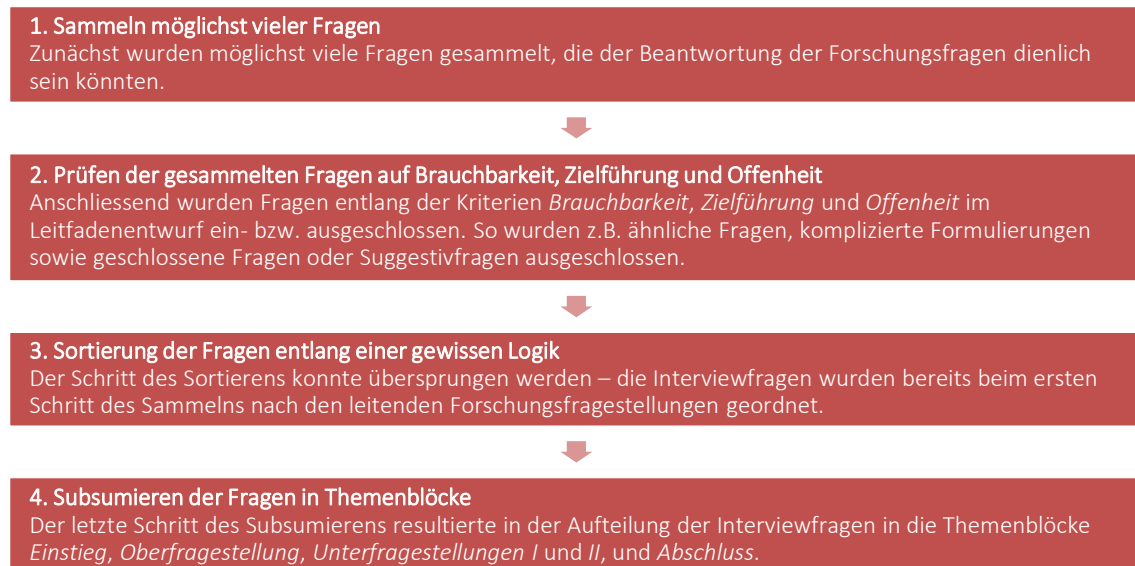 1. Sammeln möglichst vieler Fragen
Zunächst wurden möglichst viele Fragen gesammelt, die der Beantwortung der Forschungsfragen dienlich
sein könnten.
2. Prüfen der gesammelten Fragen auf Brauchbarkeit, Zielführung und Offenheit
Anschliessend wurden Fragen entlang der Kriterien Brauchbarkeit, Zielführung und Offenheit im
Leitfadenentwurf ein- bzw. ausgeschlossen. So wurden z.B. ähnliche Fragen, komplizierte Formulierungen
sowie geschlossene Fragen oder Suggestivfragen ausgeschlossen.
3. Sortierung der Fragen entlang einer gewissen Logik
Der Schritt des Sortierens konnte übersprungen werden – die Interviewfragen wurden bereits beim ersten
Schritt des Sammelns nach den leitenden Forschungsfragestellungen geordnet.
4. Subsumieren der Fragen in Themenblöcke
Der letzte Schritt des Subsumierens resultierte in der Aufteilung der Interviewfragen in die Themenblöcke
Einstieg, Oberfragestellung, Unterfragestellungen I und II, und Abschluss.